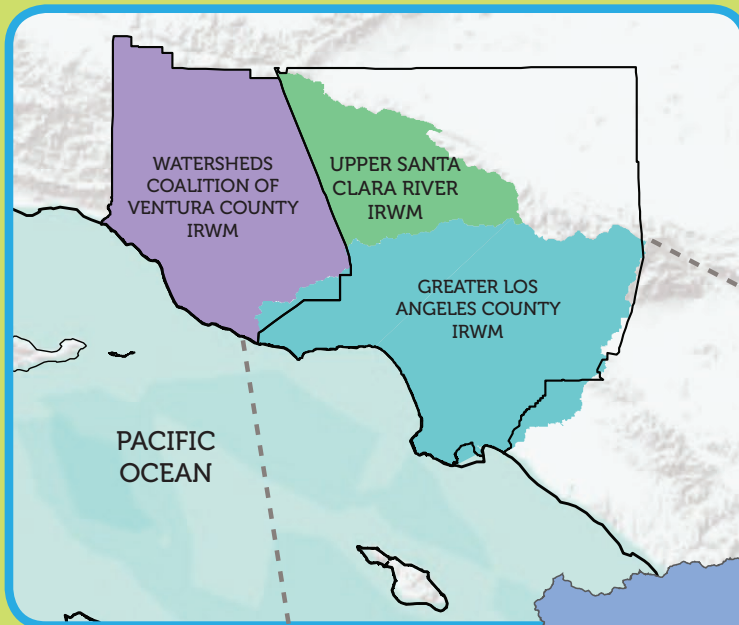 WATERSHEDS
COALITION OF
VENTURA COUNTY
IRWM
UPPER SANTA
CLARA RIVER
IRWM
GREATER LOS
ANGELES COUNTY
IRWM
PACIFIC
OCEAN